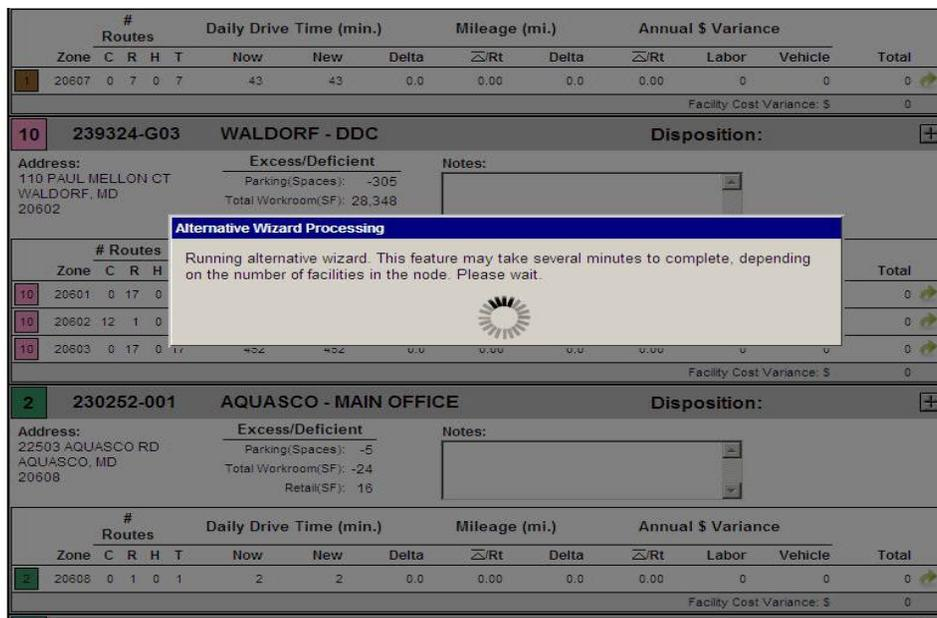 #
Routes Daily Drive Time (min.) Mileage (mi.) Annual $ Variance
Zone C R H T Now New Delta △/Rt Delta △/Rt Labor Vehicle Total
1 20607 0 7 0 7 43 43 0.0 0.00 0.0 0.00 0 0 0
Facility Cost Variance: $ 0
10 239324-G03 WALDORF - DDC Disposition:
Address: Excess/Deficient Notes:
110 PAUL MELLON CT Parking(Spaces): -305
WALDORF, MD Total Workroom(SF): 28,348
20602
Alternative Wizard Processing
Running alternative wizard. This feature may take several minutes to complete, depending
on the number of facilities in the node. Please wait.
# Routes
Zone C R H Total
10 20601 0 17 0 0
10 20602 12 1 0 0
10 20603 0 17 0 17 452 452 0.0 0.00 0.0 0.00 0 0 0
Facility Cost Variance: $ 0
2 230252-001 AQUASCO - MAIN OFFICE Disposition:
Address: Excess/Deficient Notes:
22503 AQUASCO RD Parking(Spaces): -5
AQUASCO, MD Total Workroom(SF): -24
20608 Retail(SF): 16
#
Routes Daily Drive Time (min.) Mileage (mi.) Annual $ Variance
Zone C R H T Now New Delta △/Rt Delta △/Rt Labor Vehicle Total
2 20608 0 1 0 1 2 2 0.0 0.00 0.0 0.00 0 0 0
Facility Cost Variance: $ 0